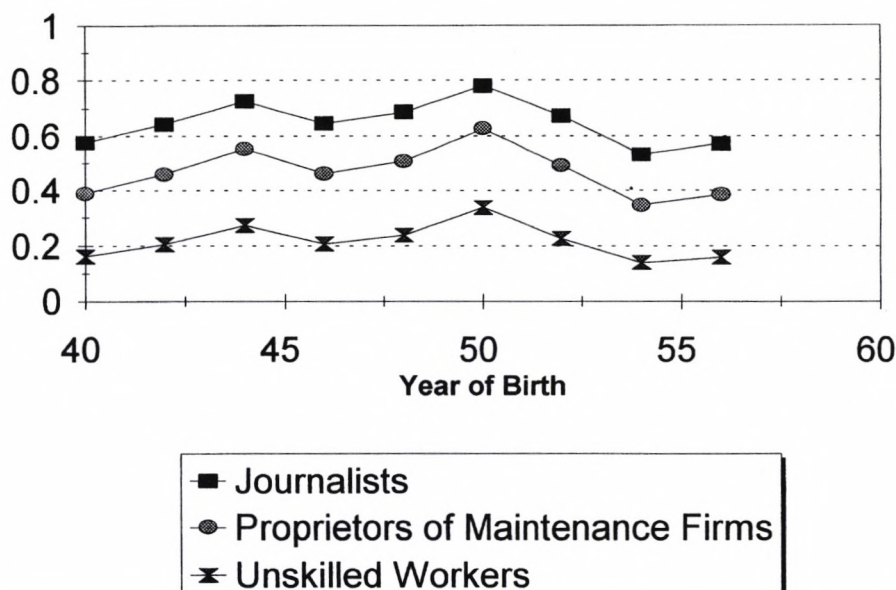 1
0.8
0.6
0.4
0.2
0
40 45 50 55 60
Year of Birth
Journalists
Proprietors of Maintenance Firms
Unskilled Workers